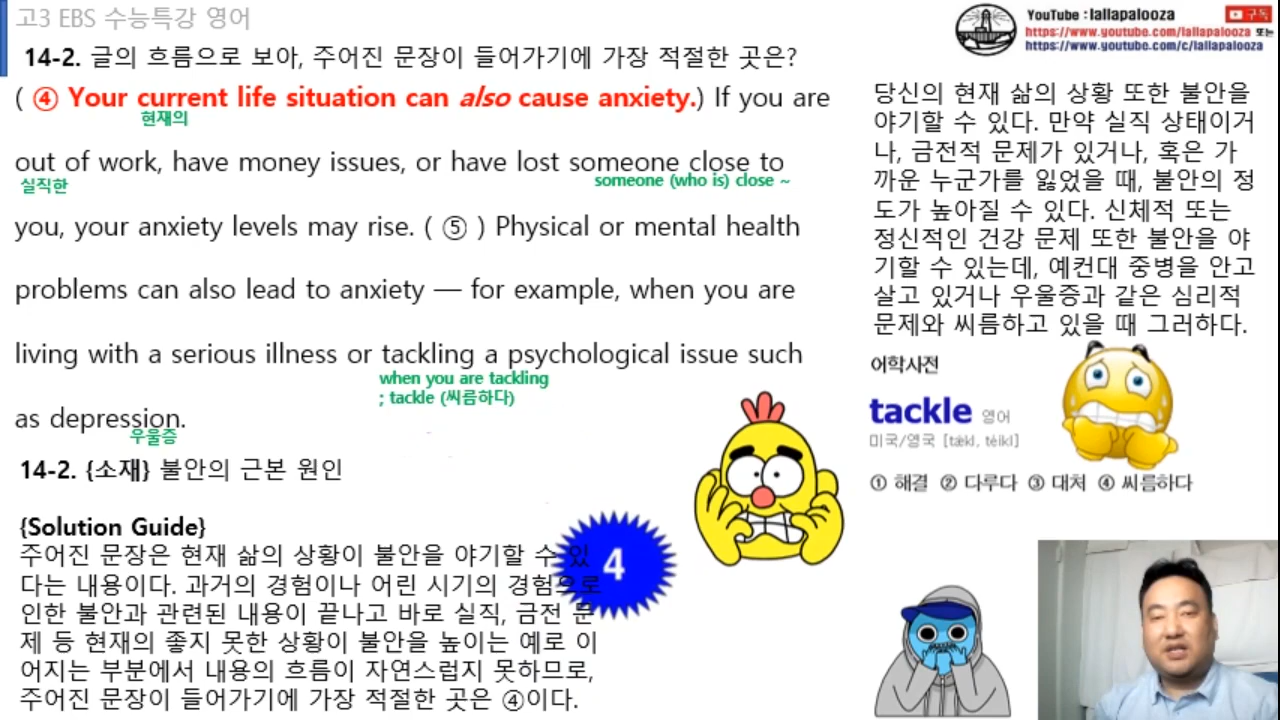 고3 EBS 수능특강 영어
YouTube : lallapalooza
구독
https://www.youtube.com/lallapalooza 또는
https://www.youtube.com/c/lallapalooza
14-2. 글의 흐름으로 보아, 주어진 문장이 들어가기에 가장 적절한 곳은?
( ④ Your current life situation can also cause anxiety.) If you are
현재의
out of work, have money issues, or have lost someone close to
실직한
someone (who is) close ~
you, your anxiety levels may rise. ( ⑤ ) Physical or mental health
problems can also lead to anxiety — for example, when you are
living with a serious illness or tackling a psychological issue such
when you are tackling
; tackle (씨름하다)
as depression.
우울증
당신의 현재 삶의 상황 또한 불안을
야기할 수 있다. 만약 실직 상태이거
나, 금전적 문제가 있거나, 혹은 가
까운 누군가를 잃었을 때, 불안의 정
도가 높아질 수 있다. 신체적 또는
정신적인 건강 문제 또한 불안을 야
기할 수 있는데, 예컨대 중병을 안고
살고 있거나 우울증과 같은 심리적
문제와 씨름하고 있을 때 그러하다.
어학사전
tackle 영어
미국/영국 [tækl, téikl]
① 해결 ② 다루다 ③ 대처 ④ 씨름하다
14-2. {소재} 불안의 근본 원인
{Solution Guide}
주어진 문장은 현재 삶의 상황이 불안을 야기할 수 있
다는 내용이다. 과거의 경험이나 어린 시기의 경험으로
인한 불안과 관련된 내용이 끝나고 바로 실직, 금전 문
제 등 현재의 좋지 못한 상황이 불안을 높이는 예로 이
어지는 부분에서 내용의 흐름이 자연스럽지 못하므로,
주어진 문장이 들어가기에 가장 적절한 곳은 ④이다.
4